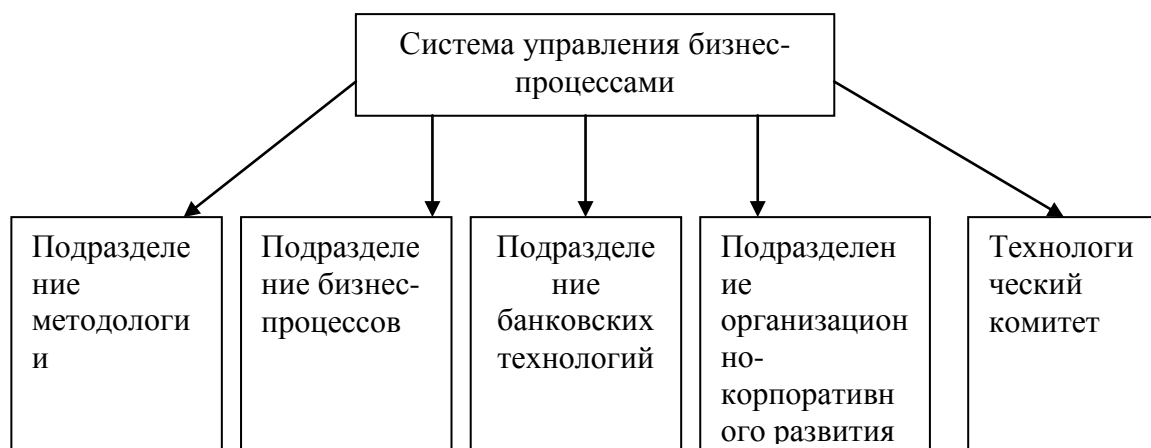 Система управления бизнес-
процессами
Подразделе
ние
методологи
и
Подразделе
ние бизнес-
процессов
Подразделе
ние
банковских
технологий
Подразделен
ие
организацион
но-
корпоративн
ого развития
Технологи
ческий
комитет